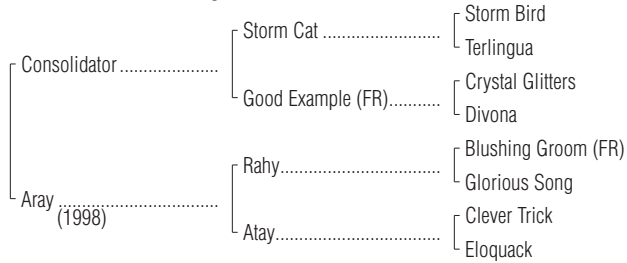 Storm Bird
Storm Cat ........................
Terlingua
Consolidator.....................
Crystal Glitters
Good Example (FR)...........
Divona
Blushing Groom (FR)
Rahy..................................
Glorious Song
Aray ..................................
(1998)
Clever Trick
Atay...................................
Eloquack